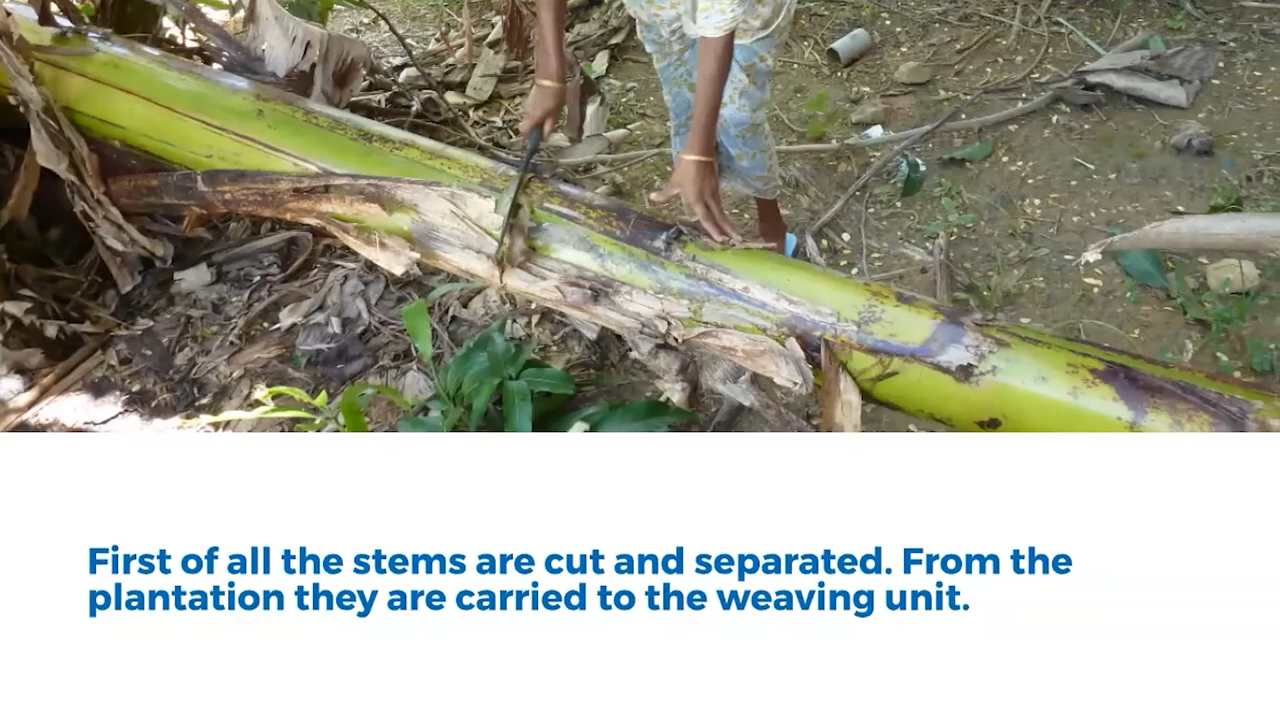 First of all the stems are cut and separated. From the
plantation they are carried to the weaving unit.